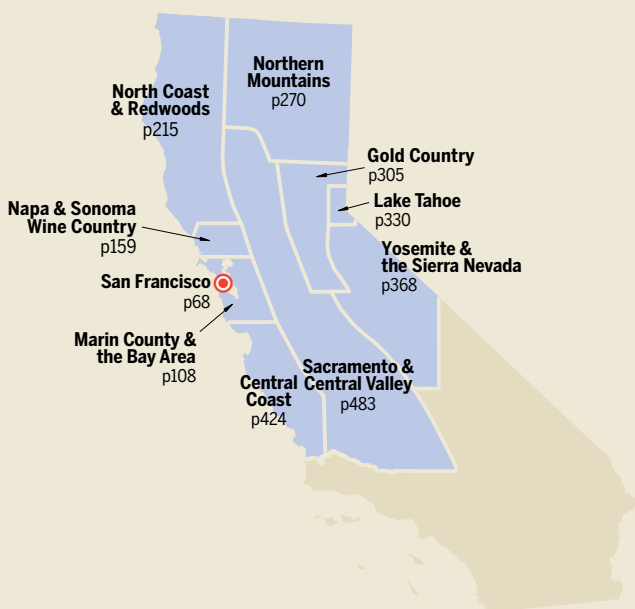 Northern
Mountains
p270
North Coast
& Redwoods
p215
Gold Country
p305
Lake Tahoe
p330
Napa & Sonoma
Wine Country
p159
Yosemite &
the Sierra Nevada
p368
San Francisco
p68
Marin County &
the Bay Area
p108
Sacramento &
Central Valley
p483
Central
Coast
p424